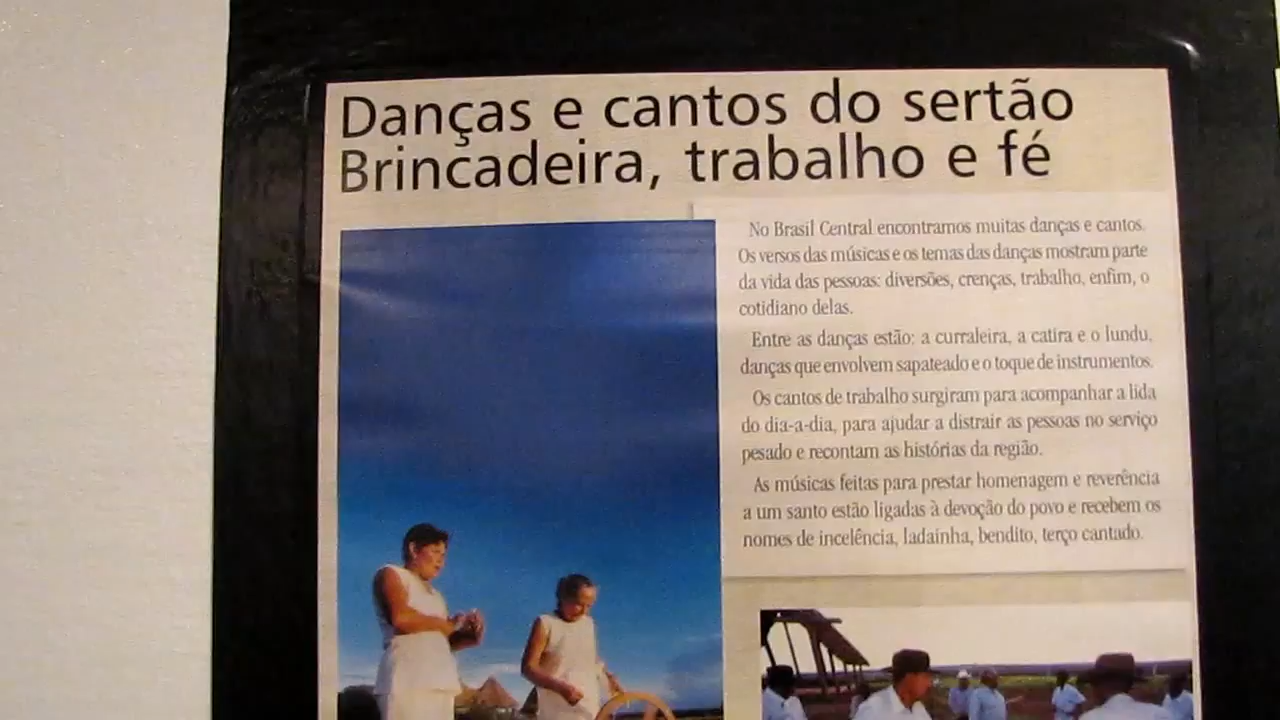 Danças e cantos do sertão
Brincadeira, trabalho e fé
No Brasil Central encontramos muitas danças e cantos.
Os versos das músicas e os temas das danças mostram parte
da vida das pessoas: diversões, crenças, trabalho, enfim, o
cotidiano delas.
Entre as danças estão: a curraleira, a catira e o lundu,
danças que envolvem sapateado e o toque de instrumentos.
Os cantos de trabalho surgiram para acompanhar a lida
do dia-a-dia, para ajudar a distrair as pessoas no serviço
pesado e recontam as histórias da região.
As músicas feitas para prestar homenagem e reverência
a um santo estão ligadas à devoção do povo e recebem os
nomes de incelência, ladainha, bendito, terço cantado.